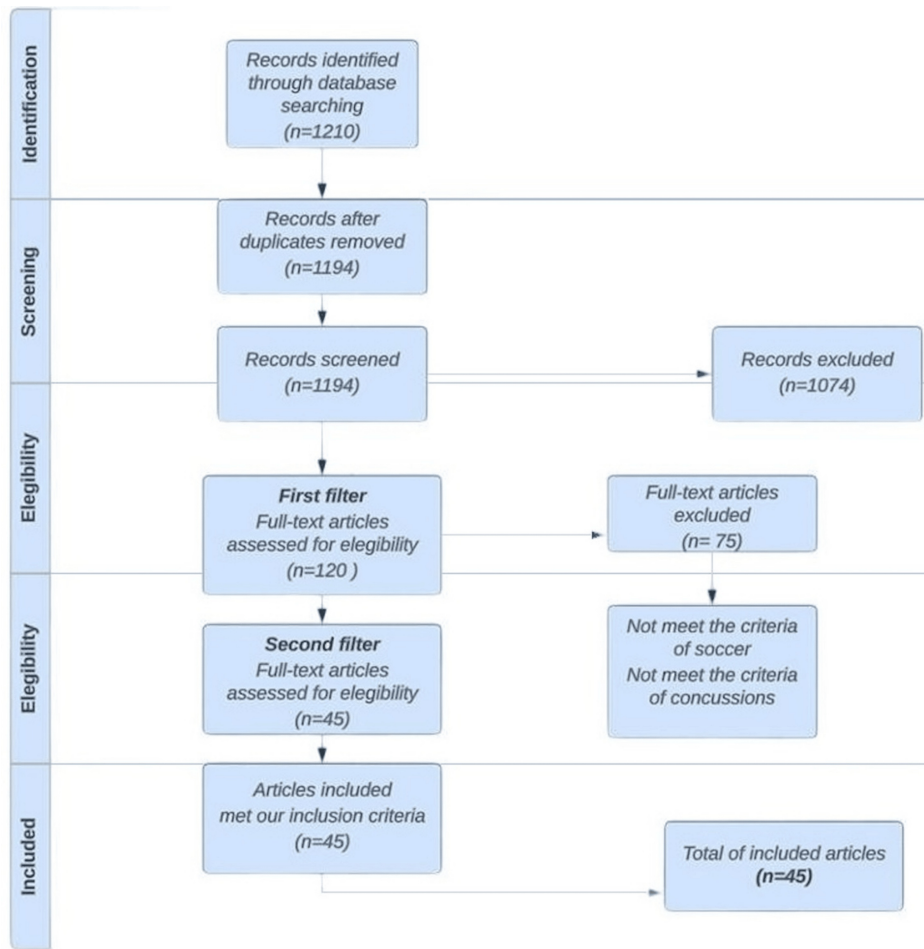 Identification
Records identified
through database
searching
(n=1210)
Screening
Records after
duplicates removed
(n=1194)
Records screened
(n=1194)
Records excluded
(n=1074)
Elegibility
First filter
Full-text articles
assessed for elegibility
(n=120 )
Full-text articles
excluded
(n= 75)
Elegibility
Second filter
Full-text articles
assessed for elegibility
(n=45)
Not meet the criteria
of soccer
Not meet the criteria
of concussions
Included
Articles included
met our inclusion criteria
(n=45)
Total of included articles
(n=45)